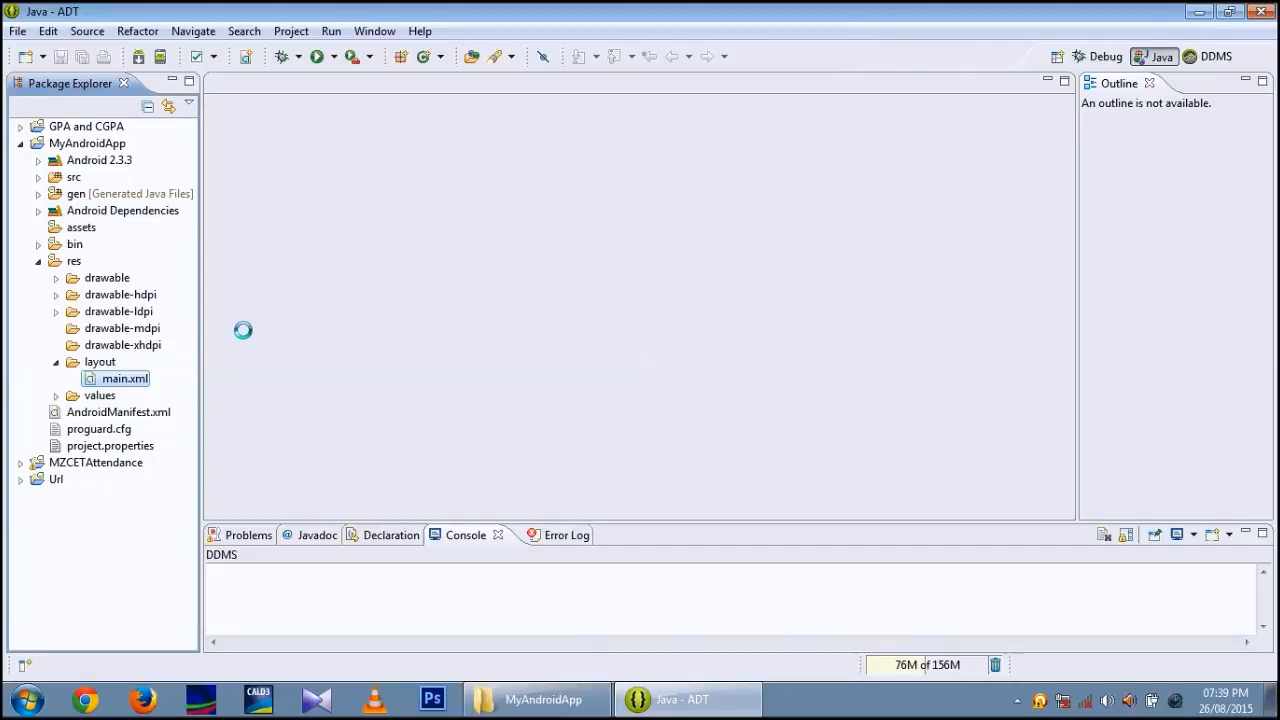 Java - ADT
File Edit Source Refactor Navigate Search Project Run Window Help
Debug Java DDMS
Package Explorer
GPA and CGPA
MyAndroidApp
Android 2.3.3
src
gen [Generated Java Files]
Android Dependencies
assets
bin
res
drawable
drawable-hdpi
drawable-ldpi
drawable-mdpi
drawable-xhdpi
layout
main.xml
values
AndroidManifest.xml
proguard.cfg
project.properties
MZCETAttendance
Url
Outline
An outline is not available.
Problems @ Javadoc Declaration Console Error Log
DDMS
76M of 156M
CALD3
Ps
MyAndroidApp
Java - ADT
07:39 PM
26/08/2015